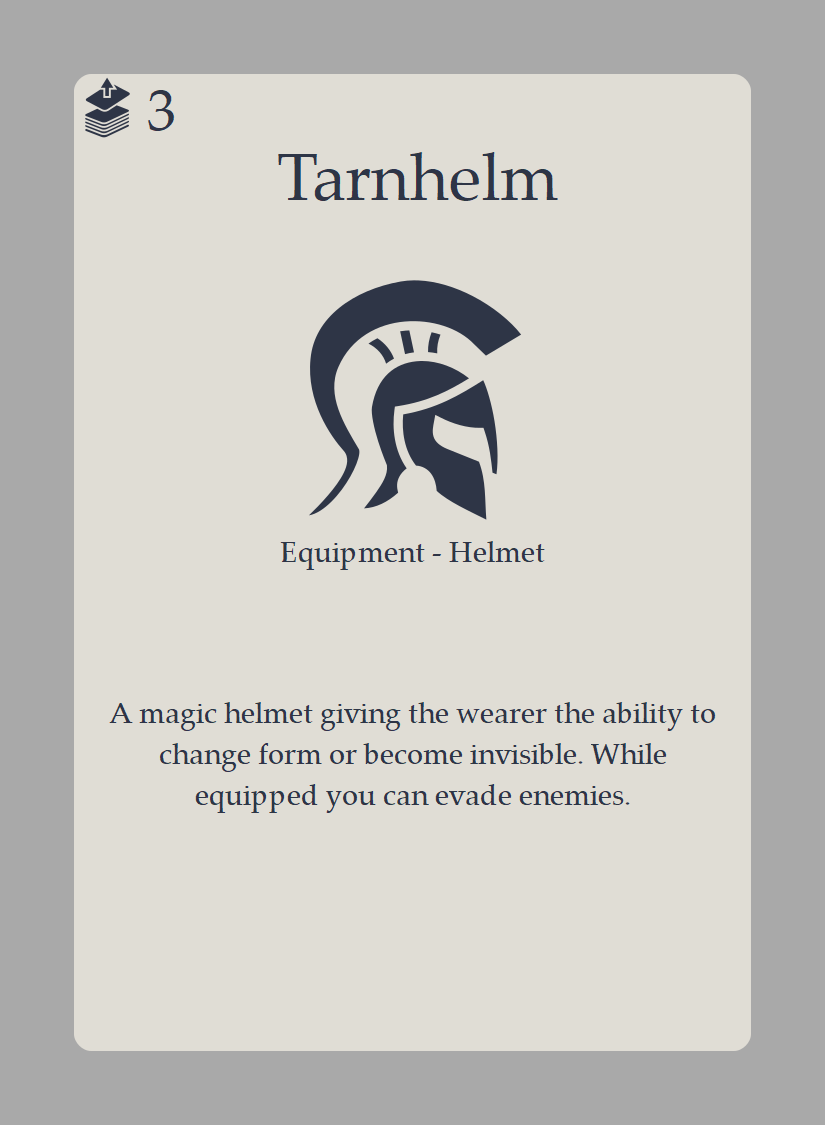 3
Tarnhelm
Equipment - Helmet
A magic helmet giving the wearer the ability to
change form or become invisible. While
equipped you can evade enemies.